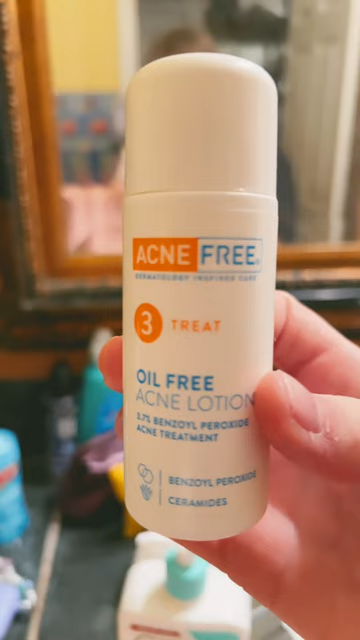 ACNE FREE®
DERMATOLOGY INSPIRED CARE
3 TREAT
OIL FREE
ACNE LOTION
3.7% BENZOYL PEROXIDE
ACNE TREATMENT
BENZOYL PEROXIDE
CERAMIDES